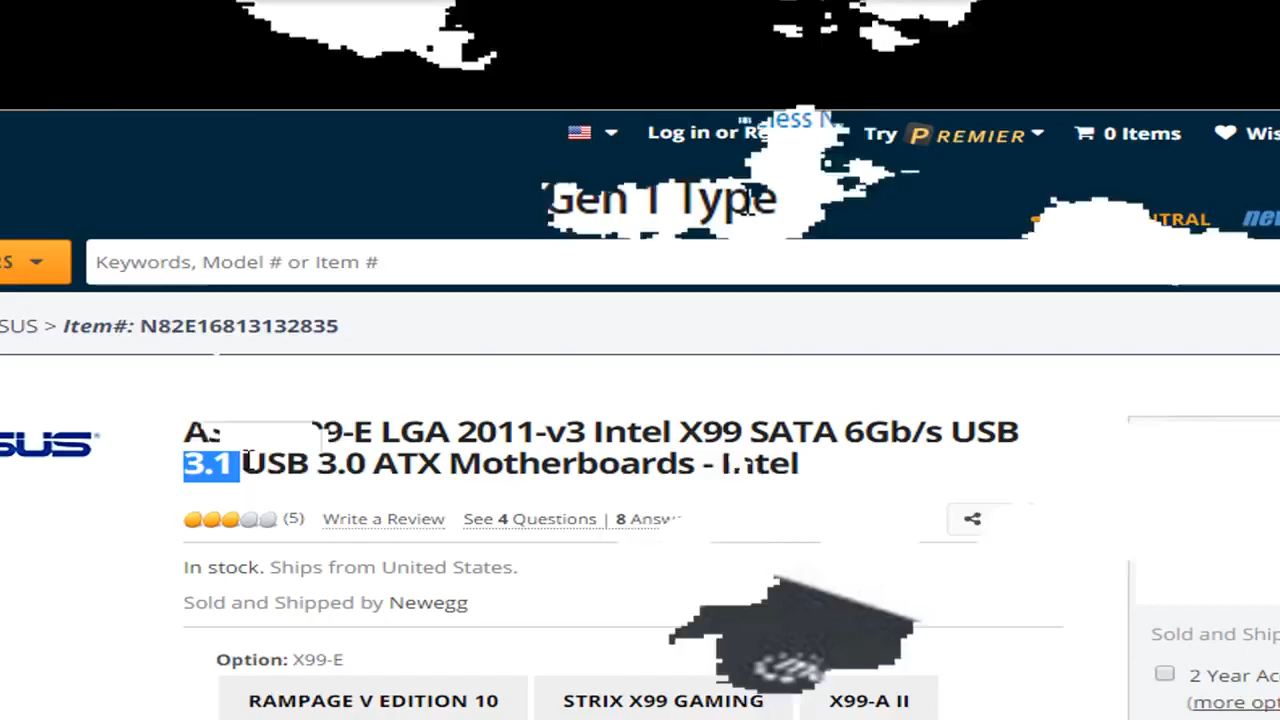 Log in or Try PREMIER 0 Items
Gen 1 Type
Keywords, Model # or Item #
SUS > Item#: N82E16813132835
SUS
9-E LGA 2011-v3 Intel X99 SATA 6Gb/s USB
3.1 USB 3.0 ATX Motherboards - Intel
(5) Write a Review See 4 Questions | 8
In stock. Ships from United States.
Sold and Shipped by Newegg
Sold and
Option: X99-E
2 Year
RAMPAGE V EDITION 10 STRIX X99 GAMING X99-A II
(more